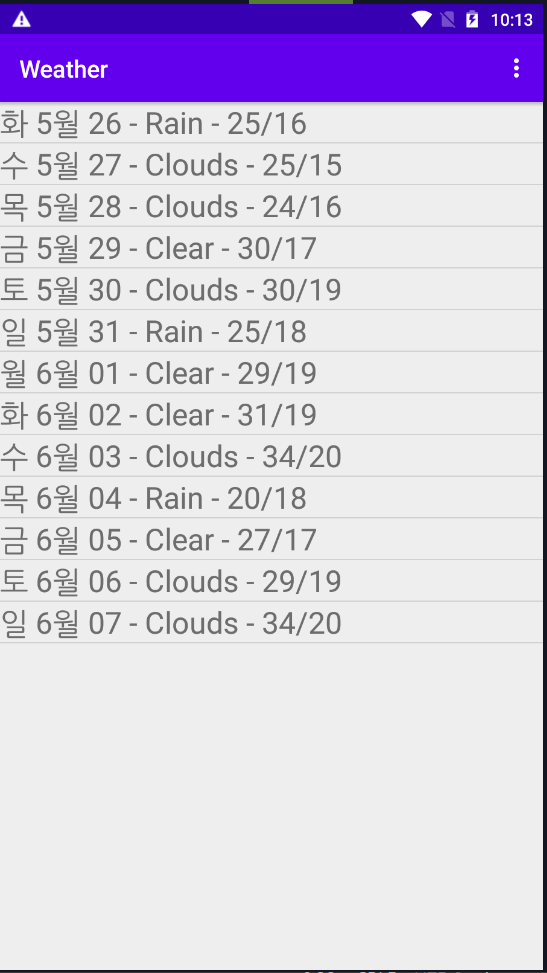 10:13
Weather
화 5월 26 - Rain - 25/16
수 5월 27 - Clouds - 25/15
목 5월 28 - Clouds - 24/16
금 5월 29 - Clear - 30/17
토 5월 30 - Clouds - 30/19
일 5월 31 - Rain - 25/18
월 6월 01 - Clear - 29/19
화 6월 02 - Clear - 31/19
수 6월 03 - Clouds - 34/20
목 6월 04 - Rain - 20/18
금 6월 05 - Clear - 27/17
토 6월 06 - Clouds - 29/19
일 6월 07 - Clouds - 34/20